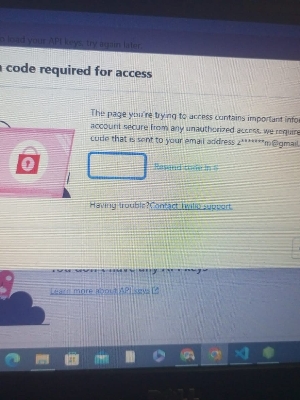 load your API keys, try again later.
code required for access
The page you're trying to access contains important
account secure from any unauthorized access, we require
code that is sent to your email address z*******m@gmail.
Resend code in
Having trouble? Contact Twilio support.
You don't have any API keys
Learn more about API keys